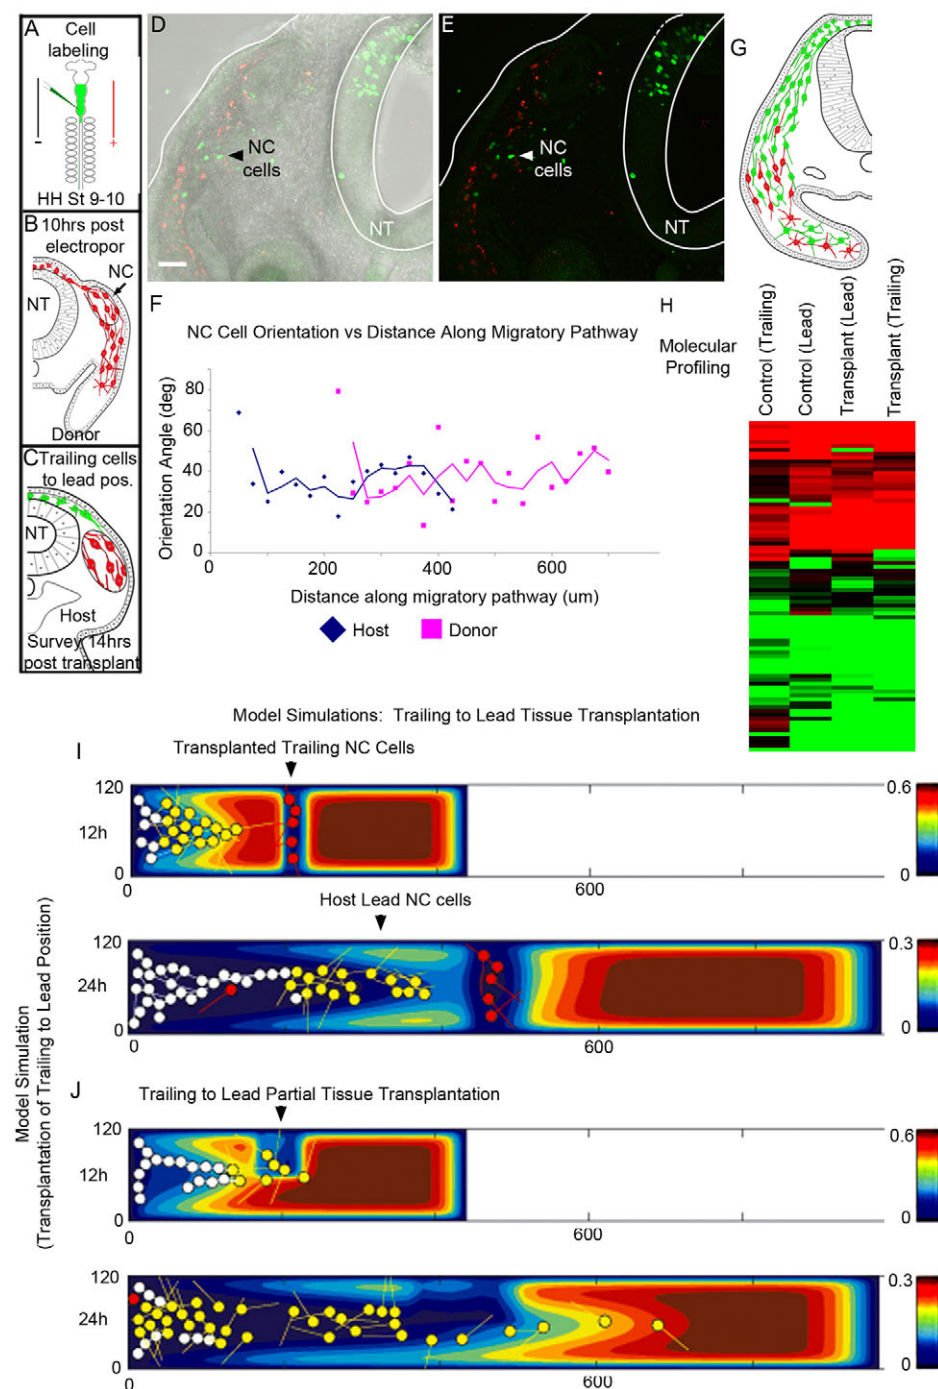 A
Cell
labeling
-
+
HH St 9-10
B
10hrs post
electropor
NC
NT
Donor
C
Trailing cells
to lead pos.
NT
Host
Survey 14hrs
post transplant
D
NC
cells
NT
E
NC
cells
NT
G
F
NC Cell Orientation vs Distance Along Migratory Pathway
Orientation Angle (deg)
80
60
40
20
0
0
200
400
600
Distance along migratory pathway (um)
Host
Donor
H
Molecular
Profiling
Control (Trailing)
Control (Lead)
Transplant (Lead)
Transplant (Trailing)
Model Simulations: Trailing to Lead Tissue Transplantation
Model Simulation
(Transplantation of Trailing to Lead Position)
I
Transplanted Trailing NC Cells
120
12h
0
0
600
0.6
0
Host Lead NC cells
120
24h
0
0
600
0.3
0
J
Trailing to Lead Partial Tissue Transplantation
120
12h
0
0
600
0.6
0
120
24h
0
0
600
0.3
0